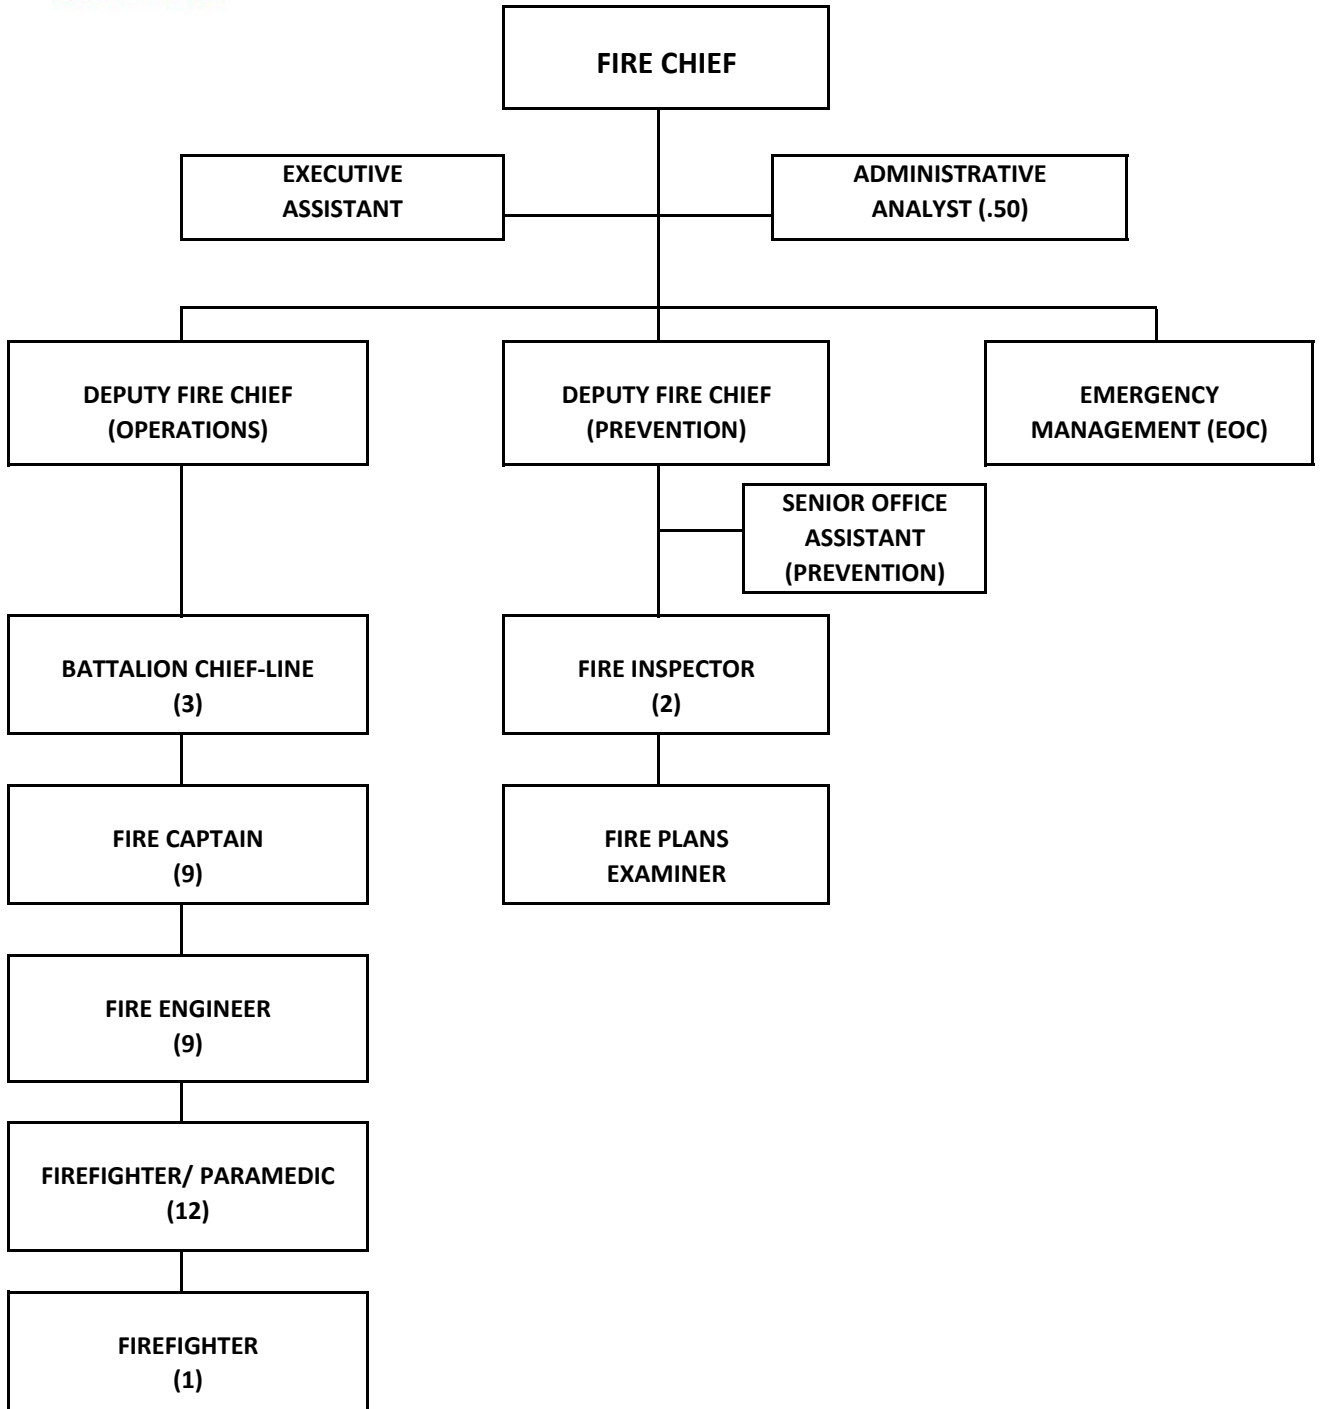 FIRE CHIEF
EXECUTIVE
ASSISTANT
ADMINISTRATIVE
ANALYST (.50)
DEPUTY FIRE CHIEF
(OPERATIONS)
DEPUTY FIRE CHIEF
(PREVENTION)
EMERGENCY
MANAGEMENT (EOC)
SENIOR OFFICE
ASSISTANT
(PREVENTION)
BATTALION CHIEF-LINE
(3)
FIRE INSPECTOR
(2)
FIRE CAPTAIN
(9)
FIRE PLANS
EXAMINER
FIRE ENGINEER
(9)
FIREFIGHTER/ PARAMEDIC
(12)
FIREFIGHTER
(1)